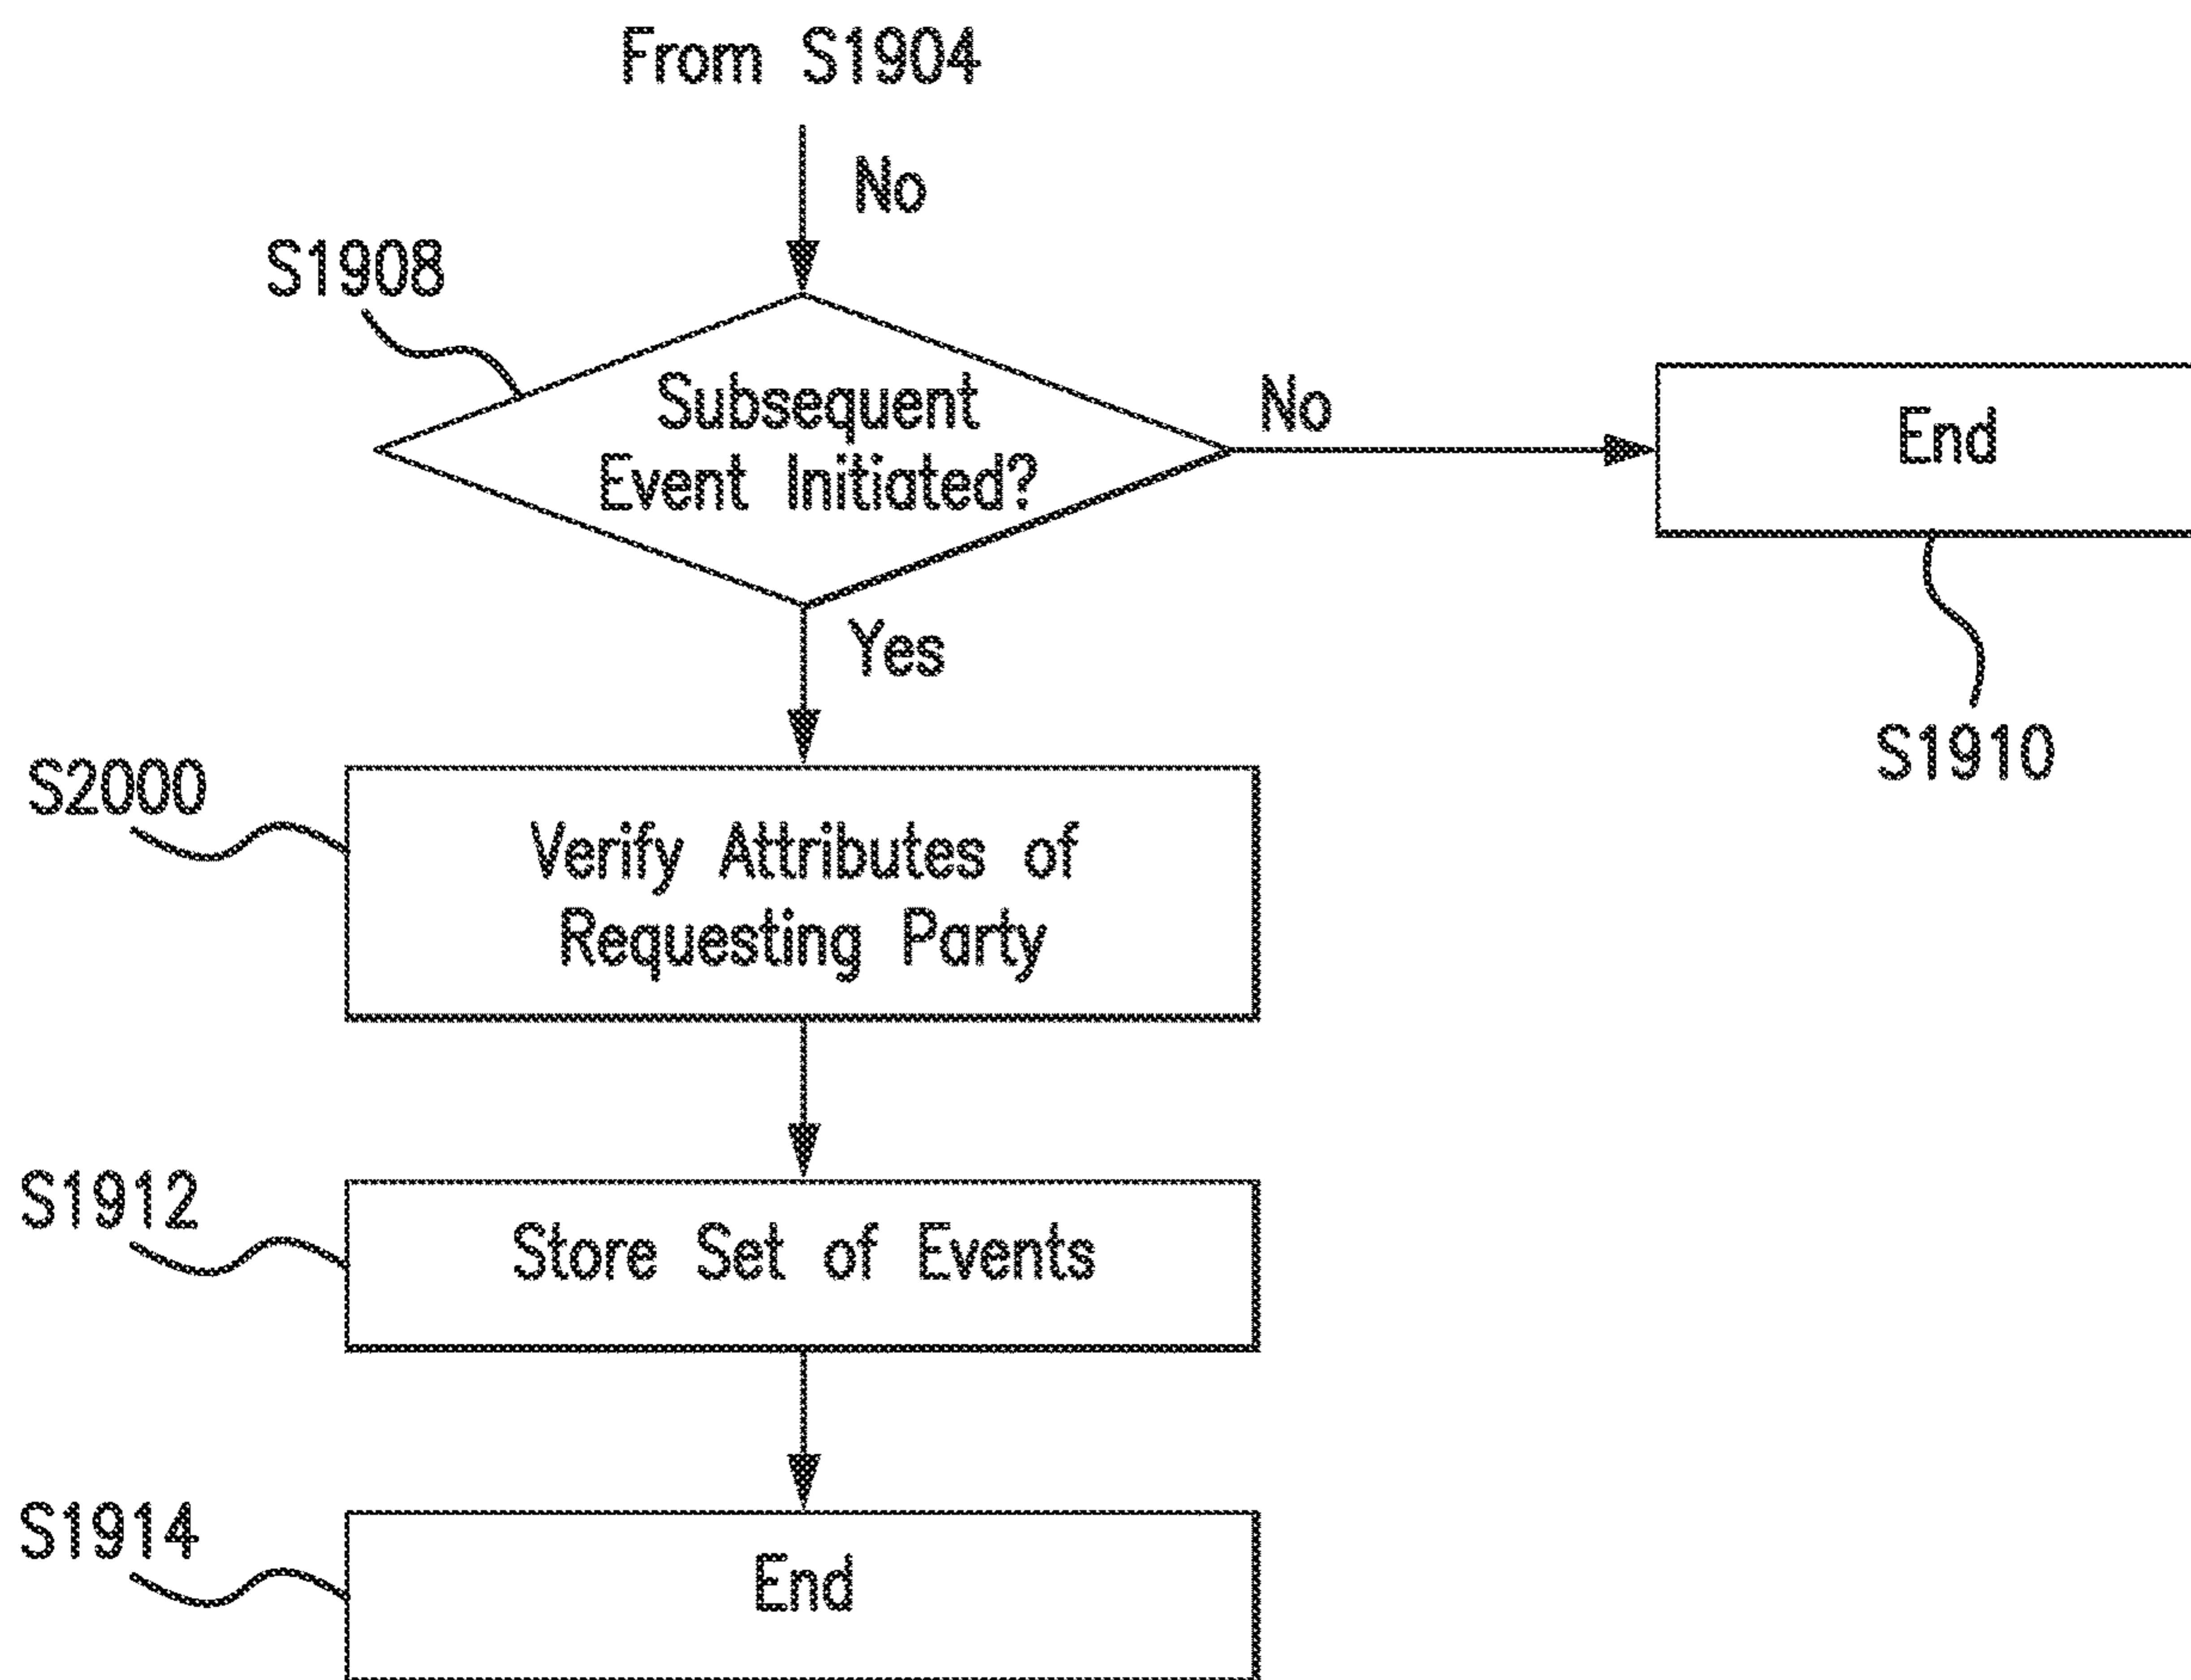 From S1904
No
S1908
Subsequent
Event Initiated?
No
End
S1910
Yes
S2000
Verify Attributes of
Requesting Party
S1912
Store Set of Events
S1914
End